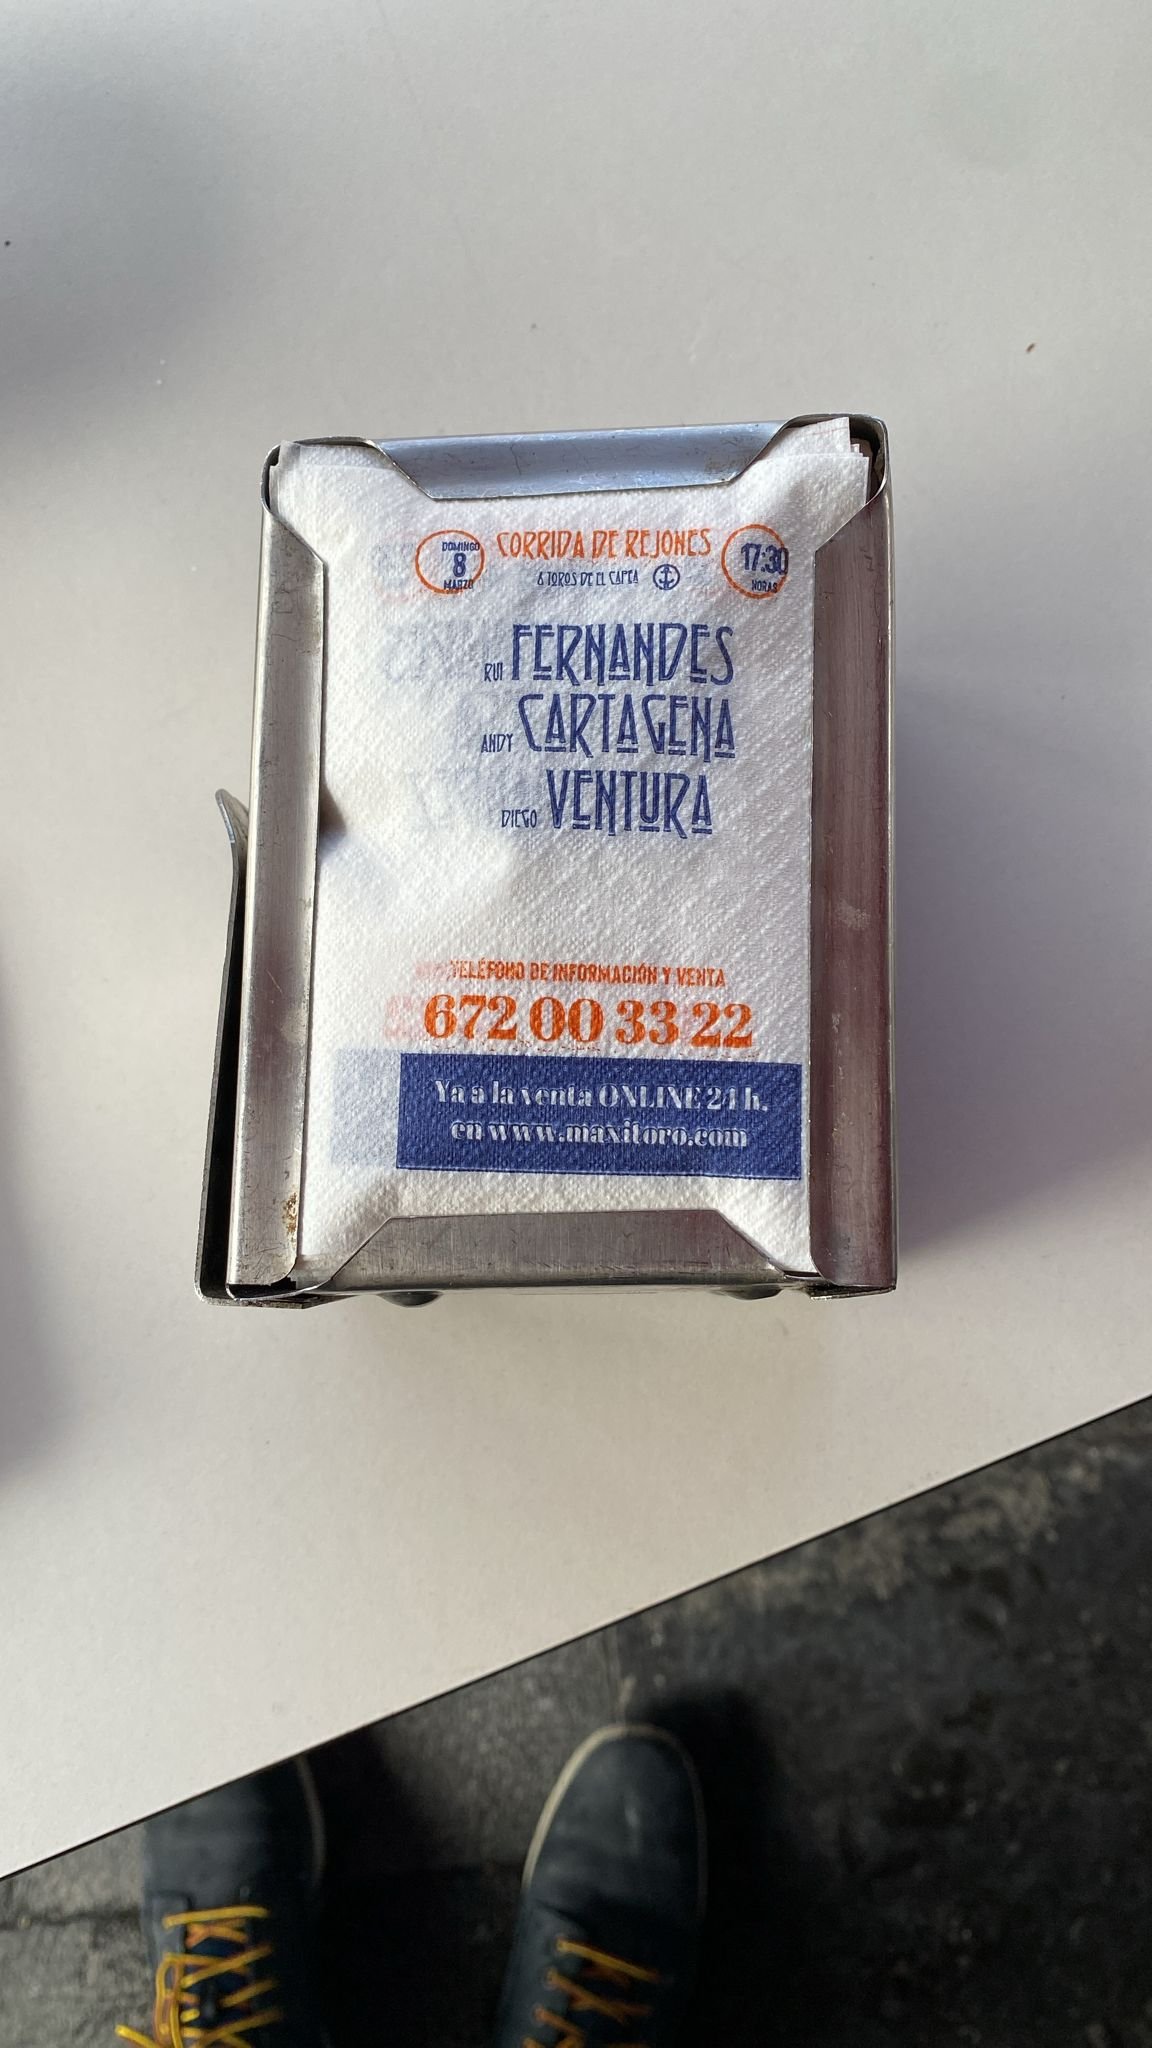 DOMINGO
8
MARZO
CORRIDA DE REJONES
6 TOROS DE EL CAPEA
17:30
HORAS
RUI FERNANDES
ANDY CARTAGENA
DIEGO VENTURA
TELÉFONO DE INFORMACIÓN Y VENTA
672 00 33 22
Ya a la venta ONLINE 24 h.
en www.maxitoro.com